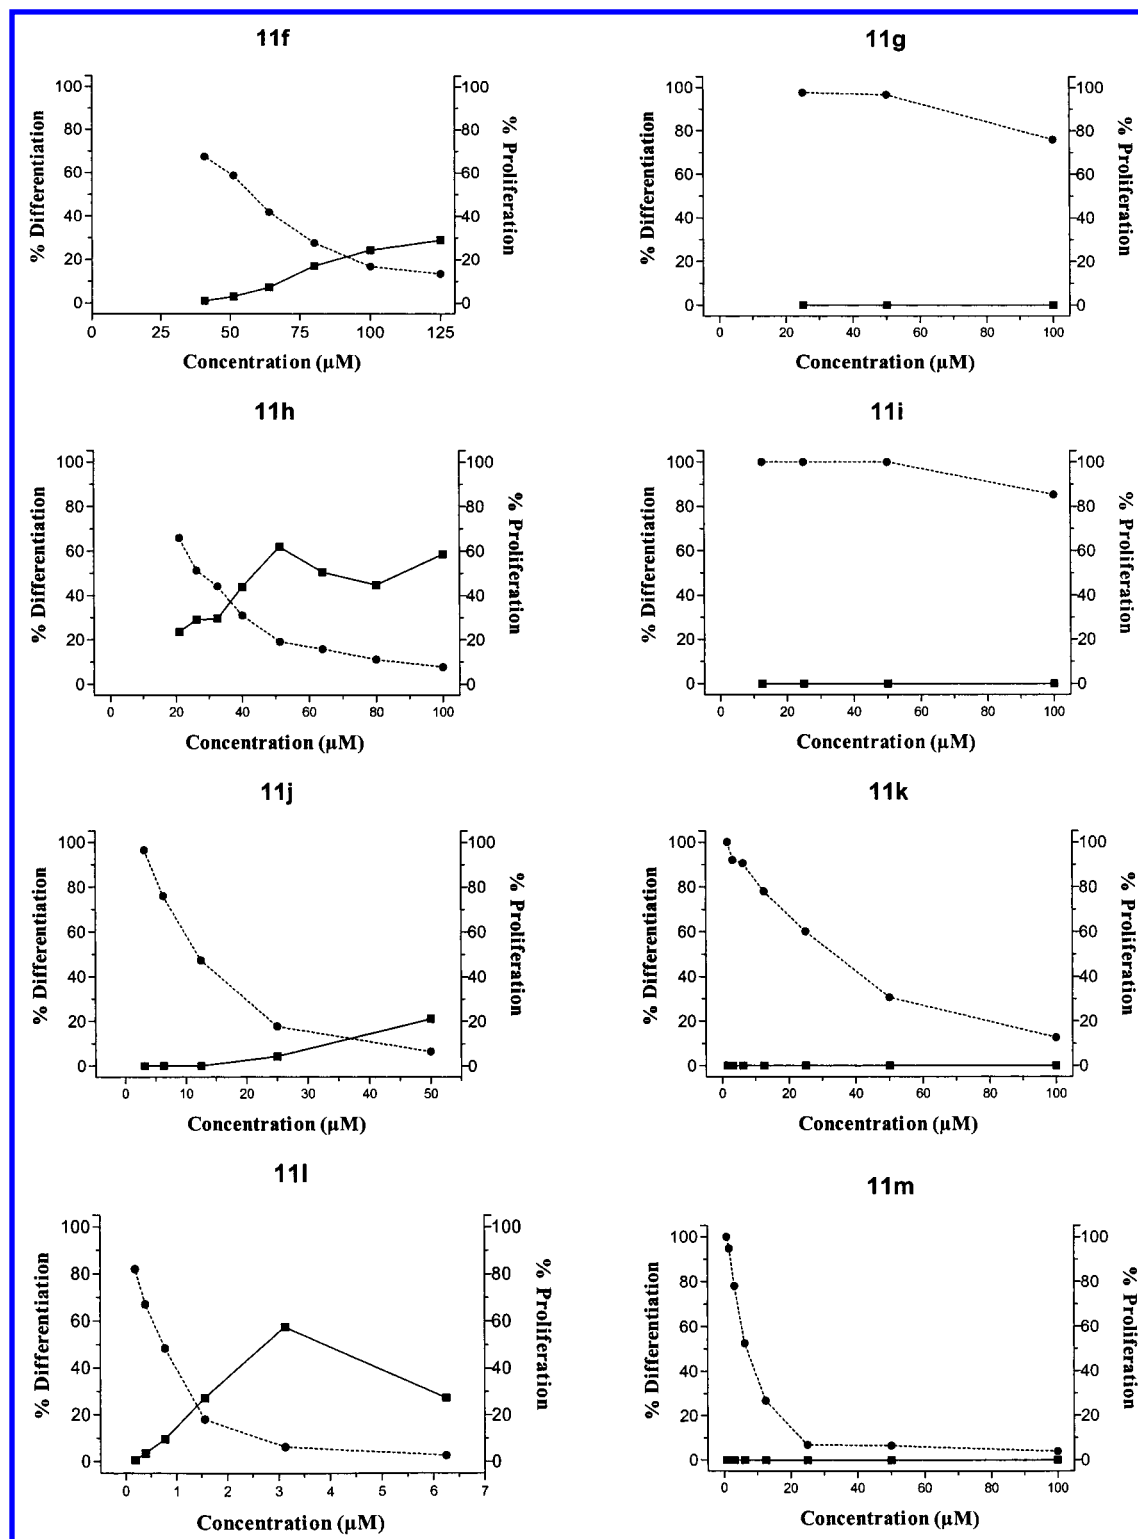 11f
100
80
60
40
20
0
% Differentiation
100
80
60
40
20
0
% Proliferation
0 25 50 75 100 125
Concentration (µM)
11g
100
80
60
40
20
0
% Differentiation
100
80
60
40
20
0
% Proliferation
0 20 40 60 80 100
Concentration (µM)
11h
100
80
60
40
20
0
% Differentiation
100
80
60
40
20
0
% Proliferation
0 20 40 60 80 100
Concentration (µM)
11i
100
80
60
40
20
0
% Differentiation
100
80
60
40
20
0
% Proliferation
0 20 40 60 80 100
Concentration (µM)
11j
100
80
60
40
20
0
% Differentiation
100
80
60
40
20
0
% Proliferation
0 10 20 30 40 50
Concentration (µM)
11k
100
80
60
40
20
0
% Differentiation
100
80
60
40
20
0
% Proliferation
0 20 40 60 80 100
Concentration (µM)
11l
100
80
60
40
20
0
% Differentiation
100
80
60
40
20
0
% Proliferation
0 1 2 3 4 5 6 7
Concentration (µM)
11m
100
80
60
40
20
0
% Differentiation
100
80
60
40
20
0
% Proliferation
0 20 40 60 80 100
Concentration (µM)